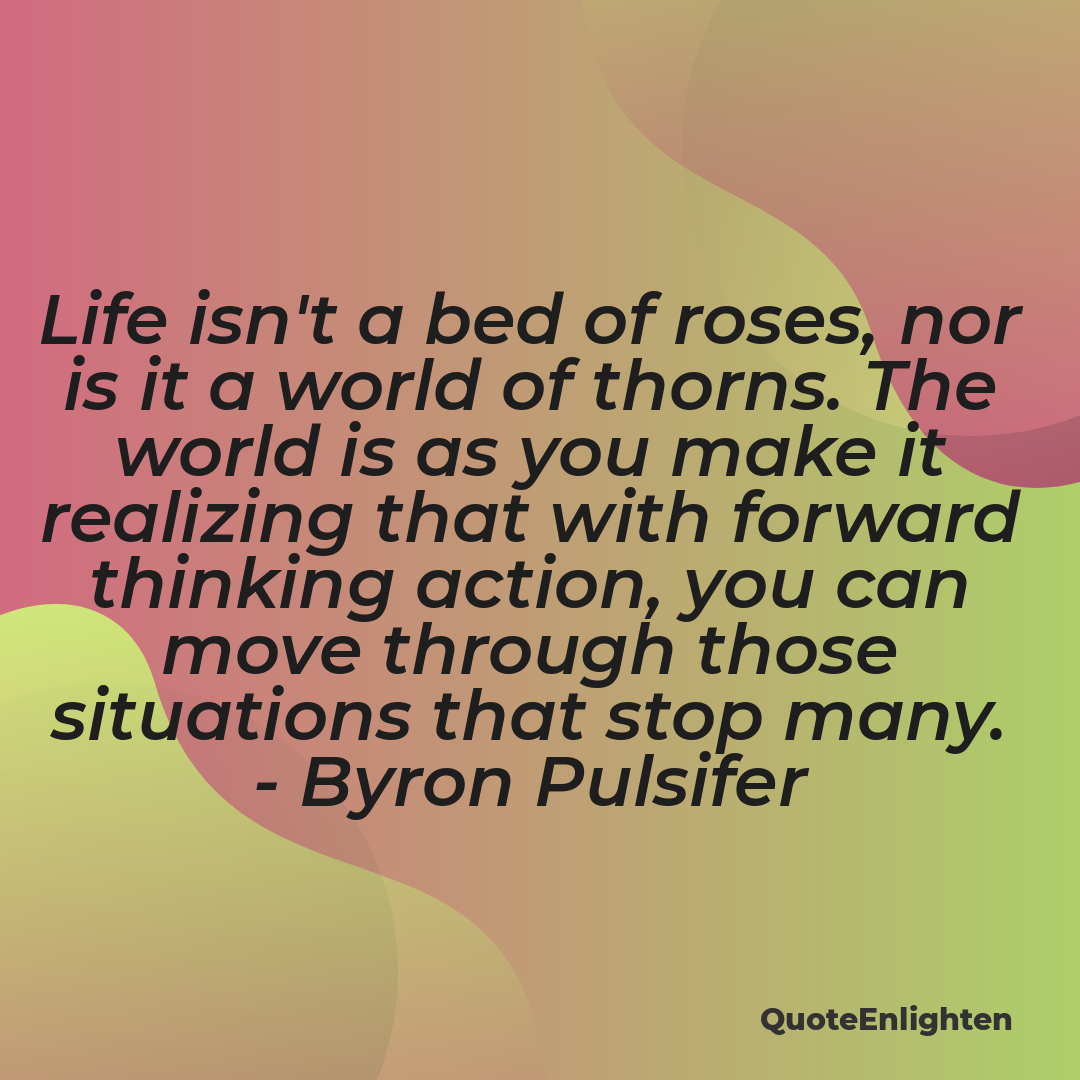 Life isn't a bed of roses, nor
is it a world of thorns. The
world is as you make it
realizing that with forward
thinking action, you can
move through those
situations that stop many.
- Byron Pulsifer
QuoteEnlighten